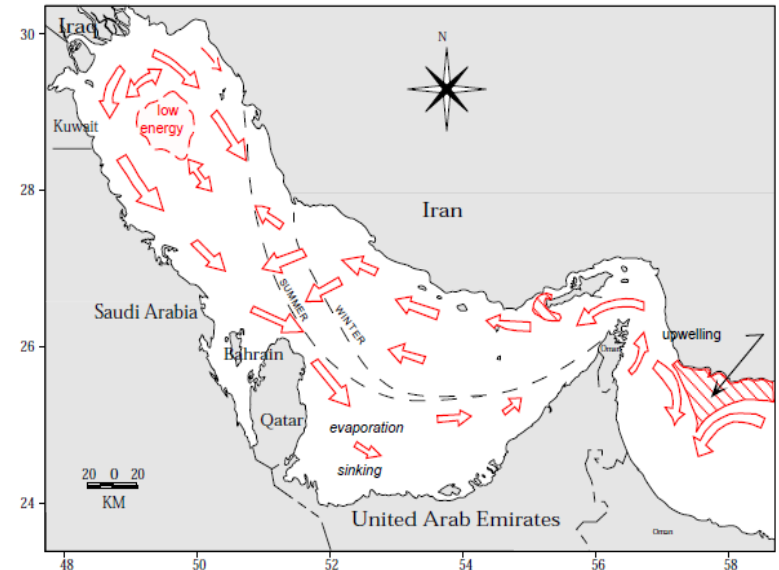 Iraq
N
30
low
energy
Kuwait
28
Iran
SUMMER
WINTER
Saudi Arabia
upwelling
26
Bahrain
Oman
Qatar
evaporation
20 0 20
KM
sinking
24
United Arab Emirates
Oman
48 50 52 54 56 58